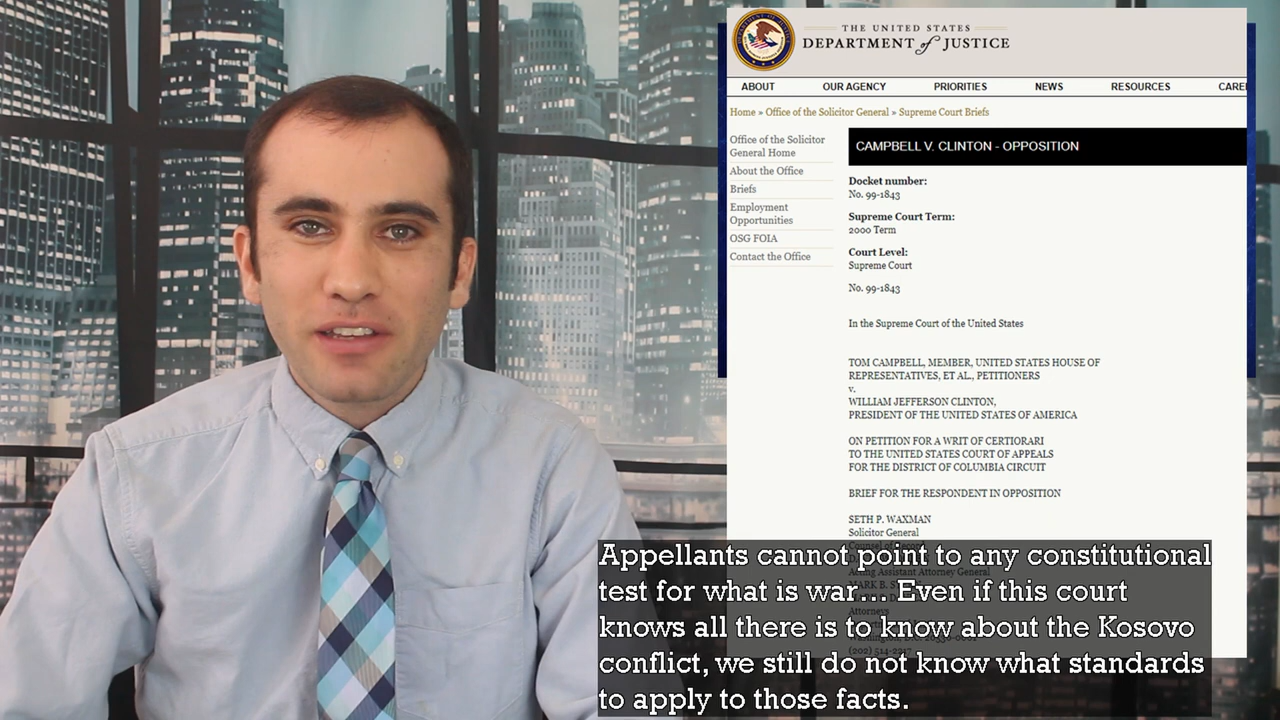 THE UNITED STATES
DEPARTMENT of JUSTICE
ABOUT OUR AGENCY PRIORITIES NEWS RESOURCES
Home » Office of the Solicitor General » Supreme Court Briefs
Office of the Solicitor
General Home
About the Office
Briefs
Employment
Opportunities
OSG FOIA
Contact the Office
CAMPBELL V. CLINTON - OPPOSITION
Docket number:
No. 99-1843
Supreme Court Term:
2000 Term
Court Level:
Supreme Court
No. 99-1843
In the Supreme Court of the United States
TOM CAMPBELL, MEMBER, UNITED STATES HOUSE OF
REPRESENTATIVES, ET AL., PETITIONERS
v.
WILLIAM JEFFERSON CLINTON,
PRESIDENT OF THE UNITED STATES OF AMERICA
ON PETITION FOR A WRIT OF CERTIORARI
TO THE UNITED STATES COURT OF APPEALS
FOR THE DISTRICT OF COLUMBIA CIRCUIT
BRIEF FOR THE RESPONDENT IN OPPOSITION
SETH P. WAXMAN
Solicitor General
Acting Assistant Attorney General
Attorneys
Appellants cannot point to any constitutional
test for what is war... Even if this court
knows all there is to know about the Kosovo
conflict, we still do not know what standards
to apply to those facts.